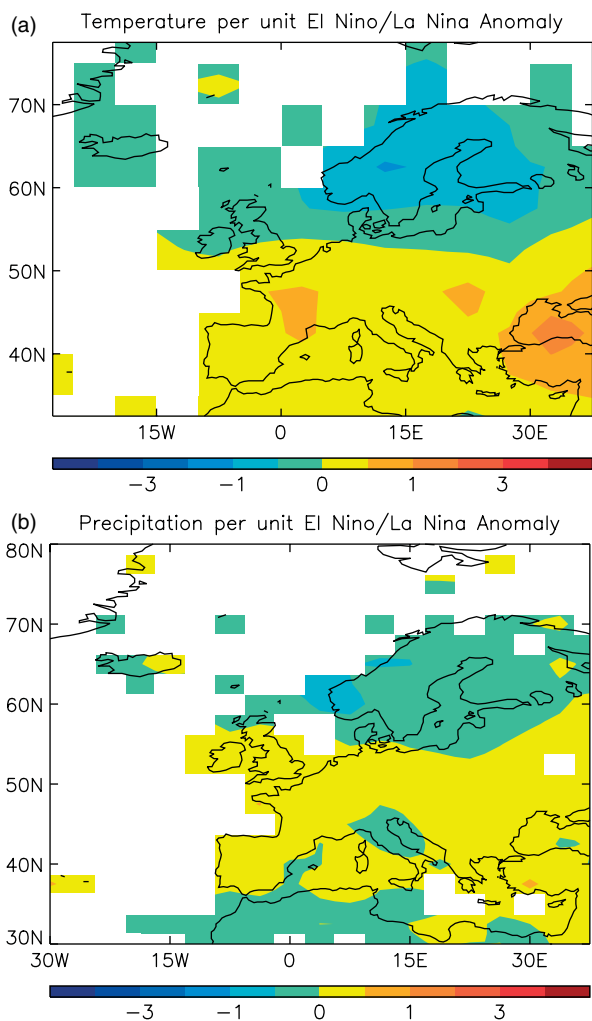 (a)
Temperature per unit El Nino/La Nina Anomaly
70N
60N
50N
40N
15W 0 15E 30E
−3 −1 0 1 3
(b)
Precipitation per unit El Nino/La Nina Anomaly
80N
70N
60N
50N
40N
30N
30W 15W 0 15E 30E
−3 −1 0 1 3